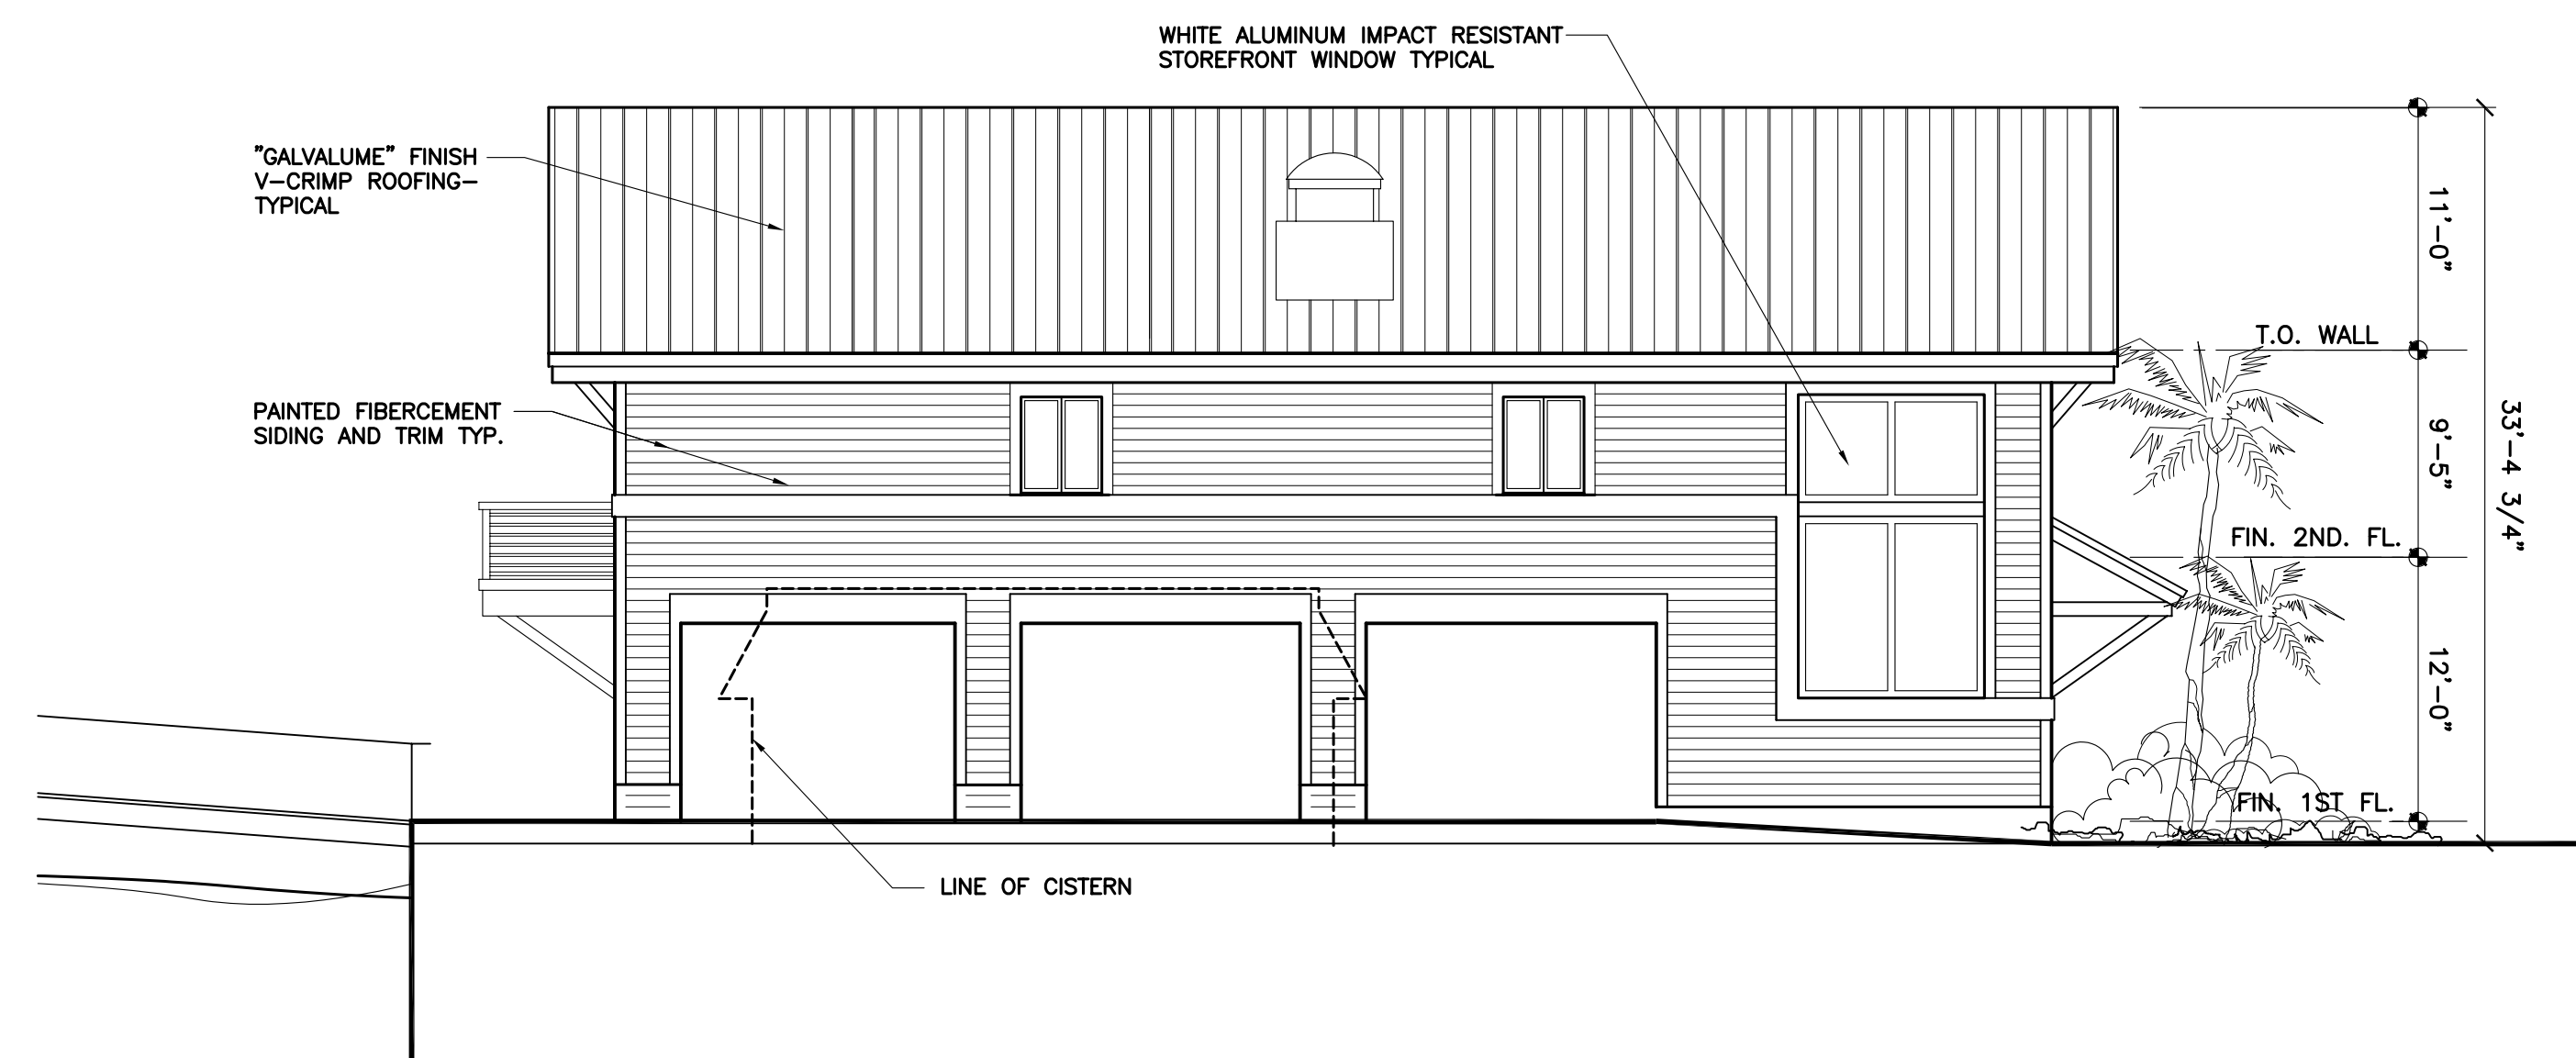 WHITE ALUMINUM IMPACT RESISTANT
STOREFRONT WINDOW TYPICAL
"GALVALUME" FINISH
V-CRIMP ROOFING-
TYPICAL
11'-0"
T.O. WALL
PAINTED FIBERCEMENT
SIDING AND TRIM TYP.
9'-5"
33'-4 3/4"
FIN. 2ND. FL.
12'-0"
FIN. 1ST FL.
LINE OF CISTERN